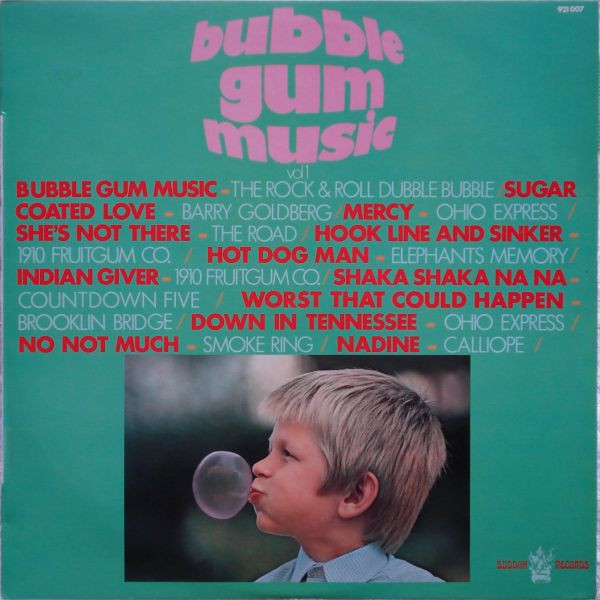 921 007
bubble
gum
music
vol 1
BUBBLE GUM MUSIC - THE ROCK & ROLL DUBBLE BUBBLE / SUGAR
COATED LOVE - BARRY GOLDBERG / MERCY - OHIO EXPRESS /
SHE'S NOT THERE - THE ROAD / HOOK LINE AND SINKER -
1910 FRUITGUM CO. / HOT DOG MAN - ELEPHANTS MEMORY /
INDIAN GIVER - 1910 FRUITGUM CO. / SHAKA SHAKA NA NA -
COUNTDOWN FIVE / WORST THAT COULD HAPPEN -
BROOKLIN BRIDGE / DOWN IN TENNESSEE - OHIO EXPRESS /
NO NOT MUCH - SMOKE RING / NADINE - CALLIOPE /
BUDDAH RECORDS